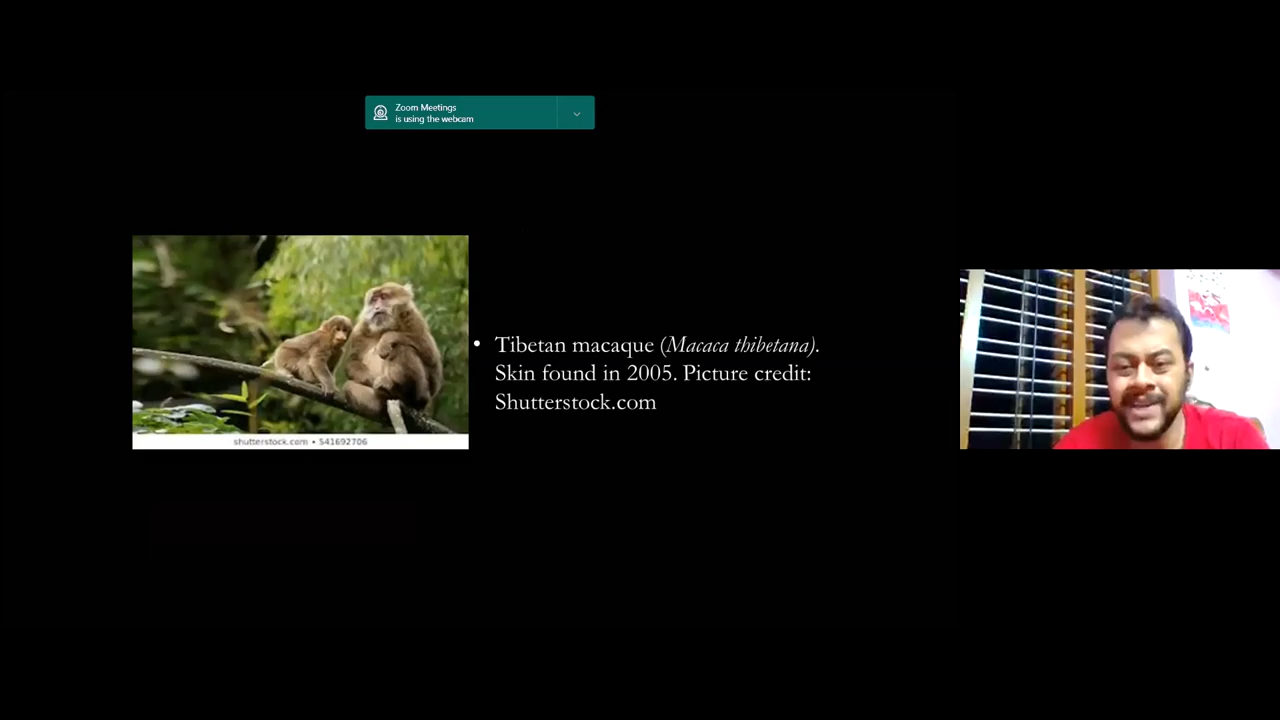 Zoom Meetings
is using the webcam
• Tibetan macaque (Macaca thibetana).
Skin found in 2005. Picture credit:
Shutterstock.com
shutterstock.com • 541692706